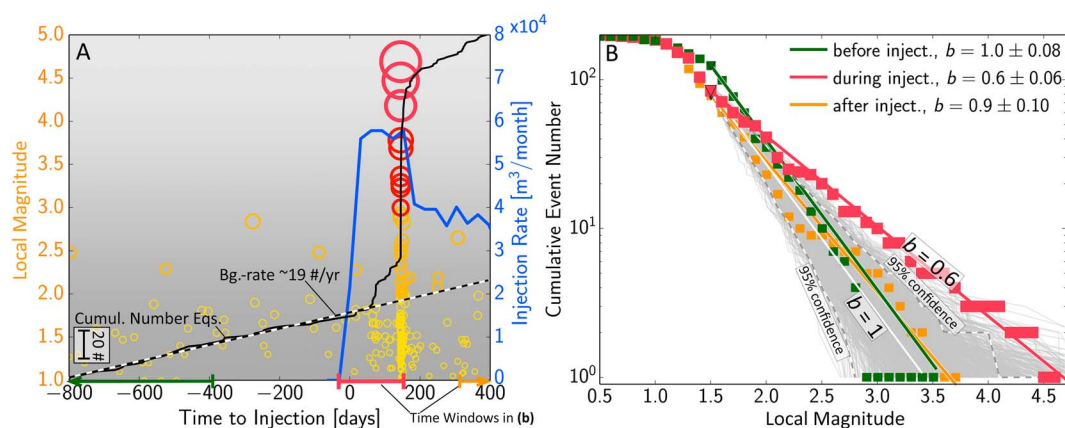 A
5.0
4.5
4.0
3.5
3.0
2.5
2.0
1.5
1.0
Local Magnitude
8 ×10⁴
7
6
5
4
3
2
1
0
Injection Rate [m³/month]
Bg.-rate ~19 #/yr
Cumul. Number Eqs.
20 #
−800 −600 −400 −200 0 200 400
Time to Injection [days]
Time Windows in (b)
B
before inject., b = 1.0 ± 0.08
during inject., b = 0.6 ± 0.06
after inject., b = 0.9 ± 0.10
10²
10¹
10⁰
Cumulative Event Number
b = 0.6
95% confidence
b = 1
95% confidence
0.5 1.0 1.5 2.0 2.5 3.0 3.5 4.0 4.5
Local Magnitude